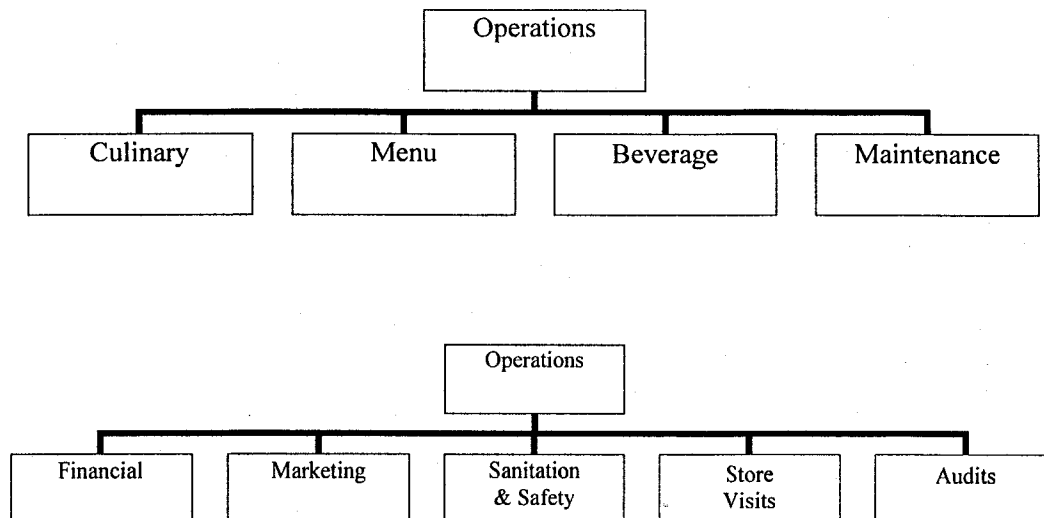 Operations
Culinary
Menu
Beverage
Maintenance
Operations
Financial
Marketing
Sanitation
& Safety
Store
Visits
Audits